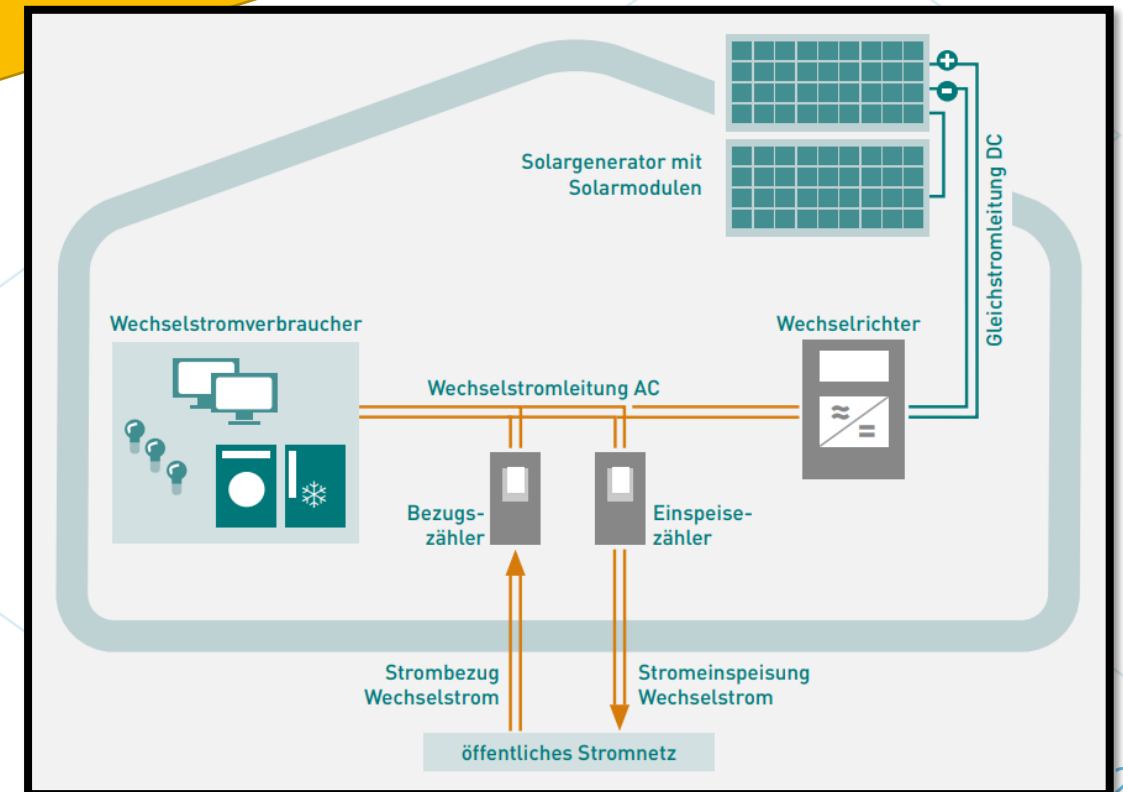 Solargenerator mit
Solarmodulen
Gleichstromleitung DC
Wechselstromverbraucher
Wechselrichter
Wechselstromleitung AC
Bezugs-
zähler
Einspeise-
zähler
Strombezug
Wechselstrom
Stromeinspeisung
Wechselstrom
öffentliches Stromnetz